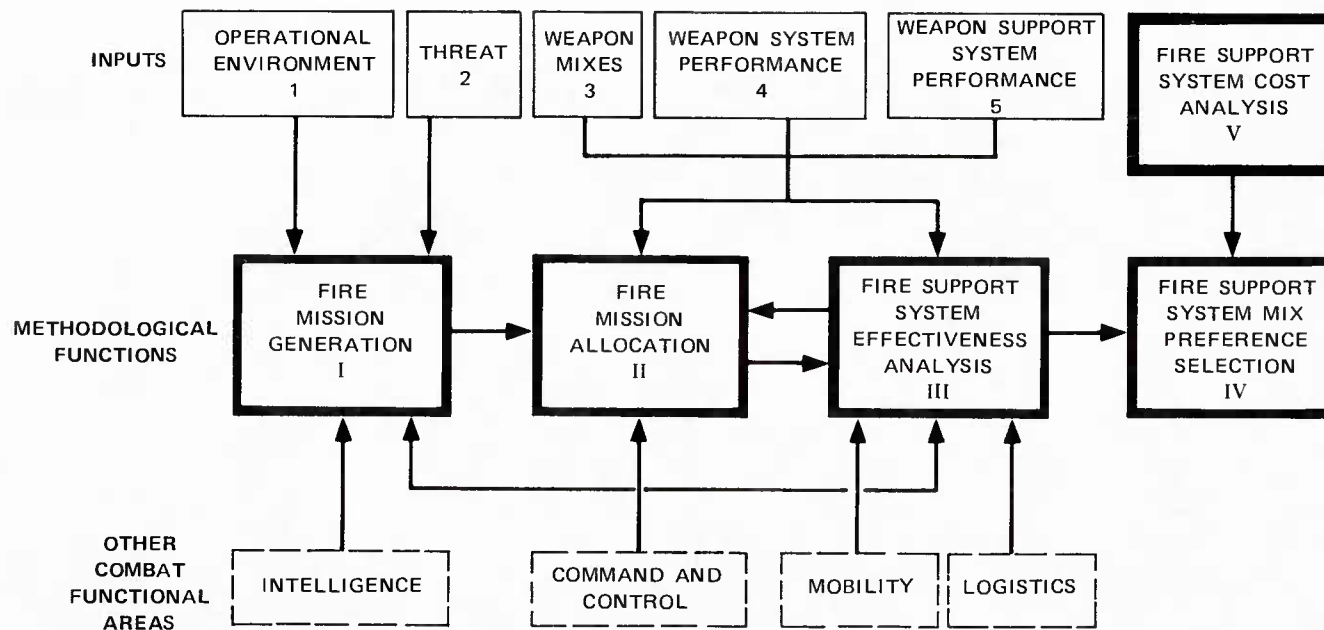 INPUTS
OPERATIONAL
ENVIRONMENT
1
THREAT
2
WEAPON
MIXES
3
WEAPON SYSTEM
PERFORMANCE
4
WEAPON SUPPORT
SYSTEM
PERFORMANCE
5
FIRE SUPPORT
SYSTEM COST
ANALYSIS
V
METHODOLOGICAL
FUNCTIONS
FIRE
MISSION
GENERATION
I
FIRE
MISSION
ALLOCATION
II
FIRE SUPPORT
SYSTEM
EFFECTIVENESS
ANALYSIS
III
FIRE SUPPORT
SYSTEM MIX
PREFERENCE
SELECTION
IV
OTHER
COMBAT
FUNCTIONAL
AREAS
INTELLIGENCE
COMMAND AND
CONTROL
MOBILITY
LOGISTICS